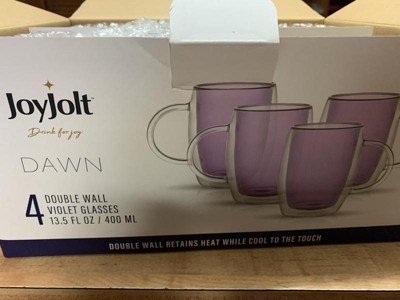 JoyJolt™
Drink for joy
DAWN
4 DOUBLE WALL
VIOLET GLASSES
13.5 FL OZ / 400 ML
DOUBLE WALL RETAINS HEAT WHILE COOL TO THE TOUCH